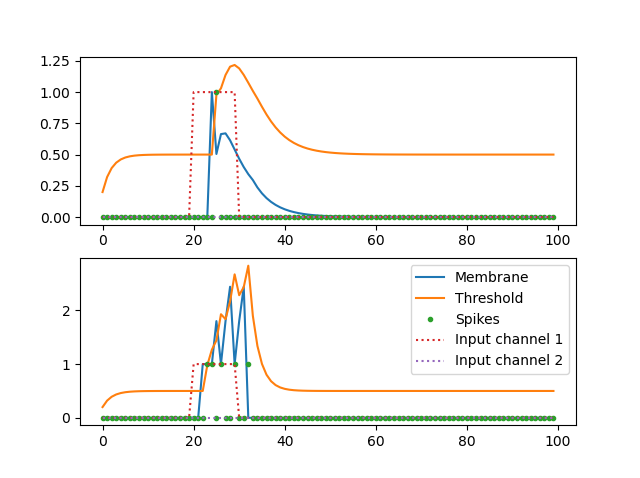 1.25
1.00
0.75
0.50
0.25
0.00
0 20 40 60 80 100
Membrane
Threshold
Spikes
Input channel 1
Input channel 2
2
1
0
0 20 40 60 80 100